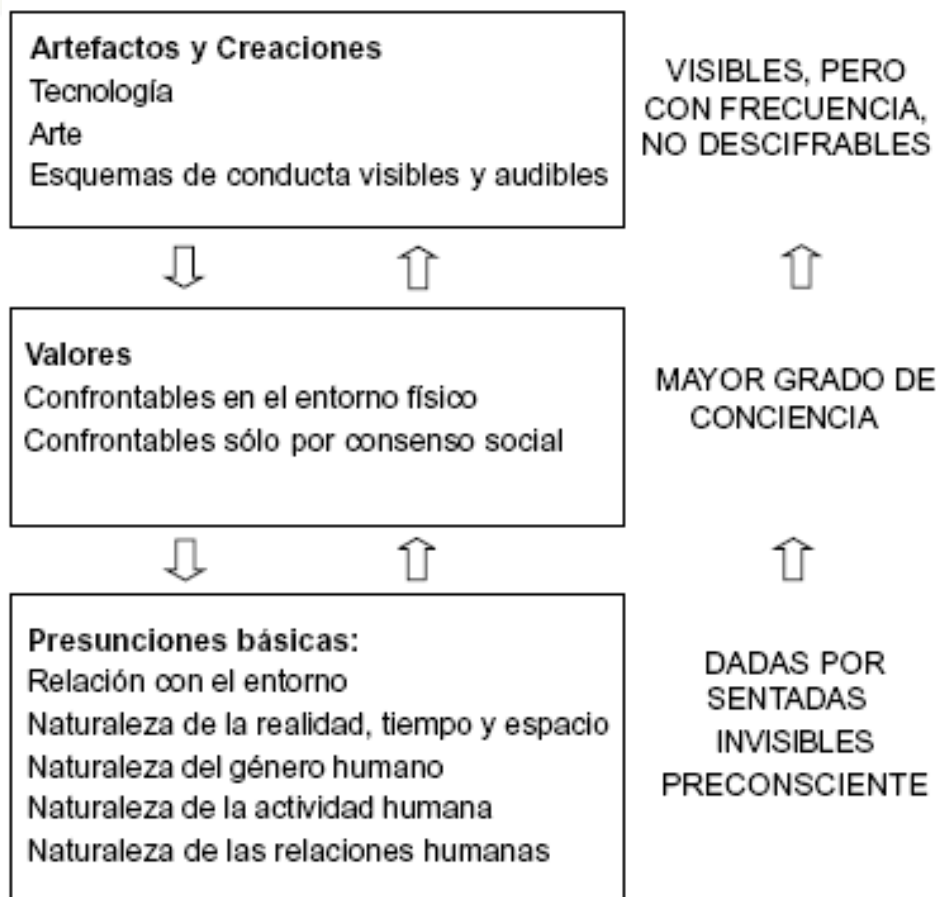 Artefactos y Creaciones
Tecnología
Arte
Esquemas de conducta visibles y audibles
VISIBLES, PERO
CON FRECUENCIA,
NO DESCIFRABLES
Valores
Confrontables en el entorno físico
Confrontables sólo por consenso social
MAYOR GRADO DE
CONCIENCIA
Presunciones básicas:
Relación con el entorno
Naturaleza de la realidad, tiempo y espacio
Naturaleza del género humano
Naturaleza de la actividad humana
Naturaleza de las relaciones humanas
DADAS POR
SENTADAS
INVISIBLES
PRECONSCIENTE